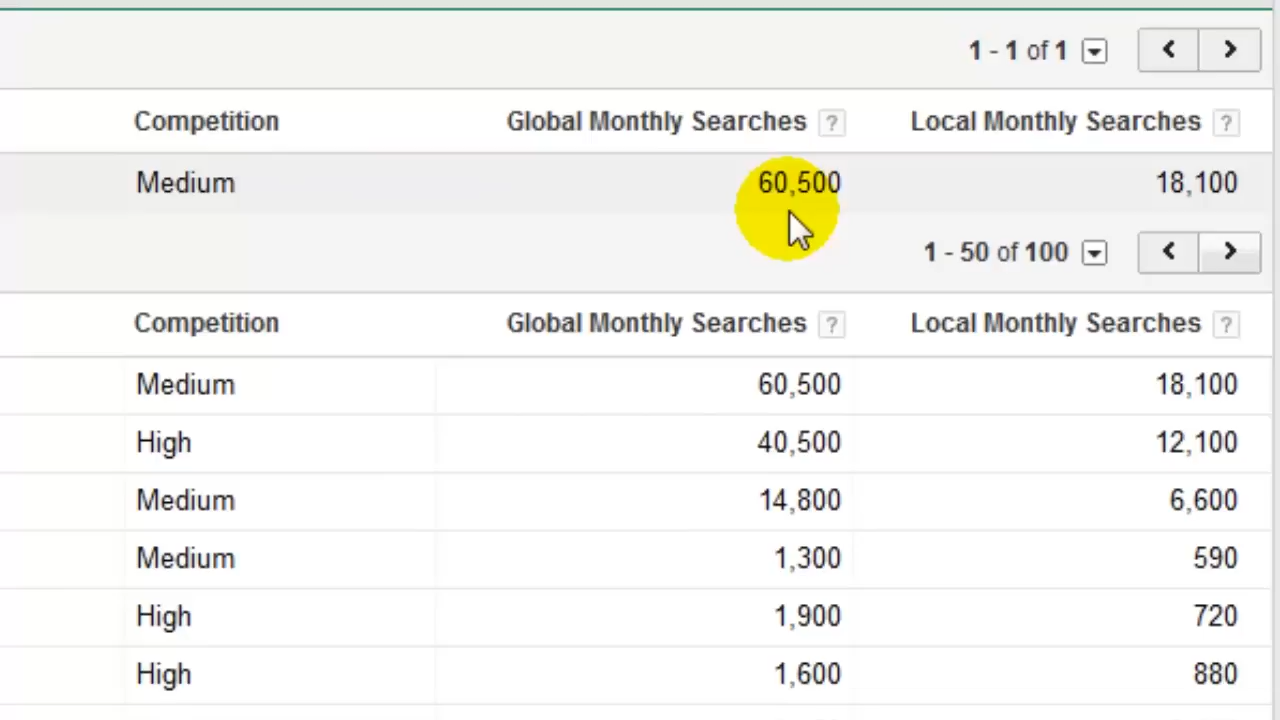 1 - 1 of 1
Competition Global Monthly Searches ? Local Monthly Searches ?
Medium 60,500 18,100
1 - 50 of 100
Competition Global Monthly Searches ? Local Monthly Searches ?
Medium 60,500 18,100
High 40,500 12,100
Medium 14,800 6,600
Medium 1,300 590
High 1,900 720
High 1,600 880